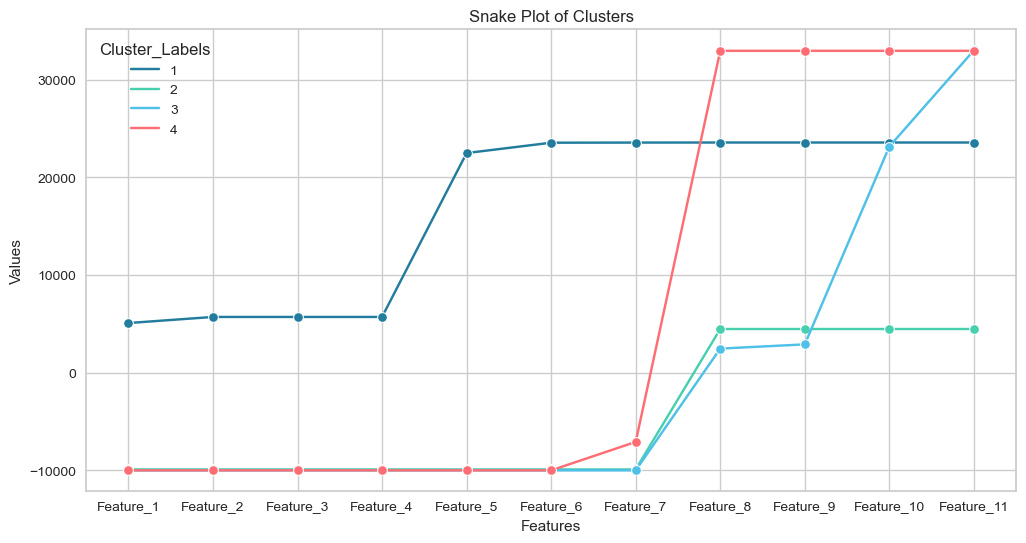 Snake Plot of Clusters
Cluster_Labels
1
2
3
4
30000
20000
10000
0
−10000
Values
Feature_1 Feature_2 Feature_3 Feature_4 Feature_5 Feature_6 Feature_7 Feature_8 Feature_9 Feature_10 Feature_11
Features